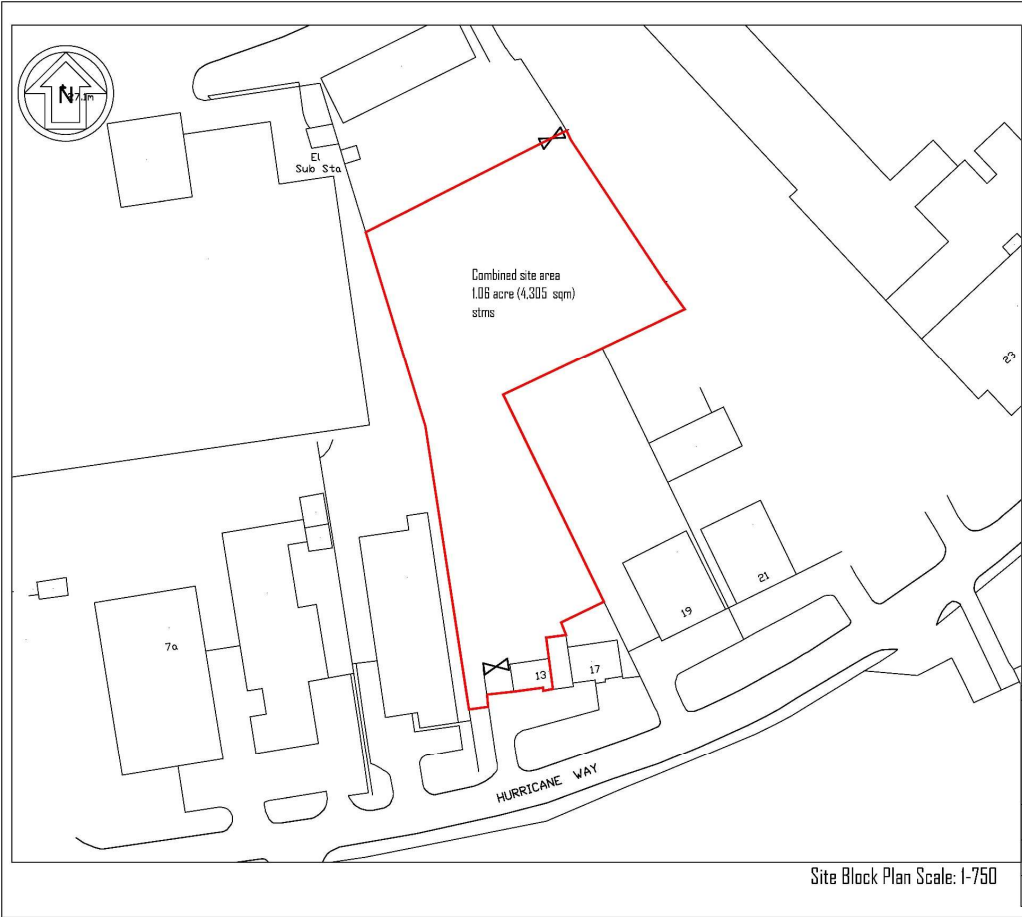 N
El
Sub Sta
Combined site area
1.06 acre (4,305 sqm)
stms
23
21
19
17
13
7a
HURRICANE WAY
Site Block Plan Scale: 1-750